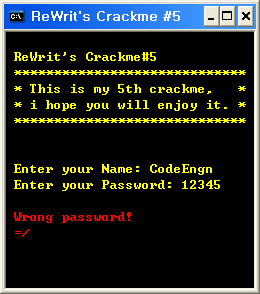 ReWrit's Crackme #5
ReWrit's Crackme#5
*****************************
* This is my 5th crackme,   *
* i hope you will enjoy it. *
*****************************
Enter your Name: CodeEngn
Enter your Password: 12345
Wrong password!
=/